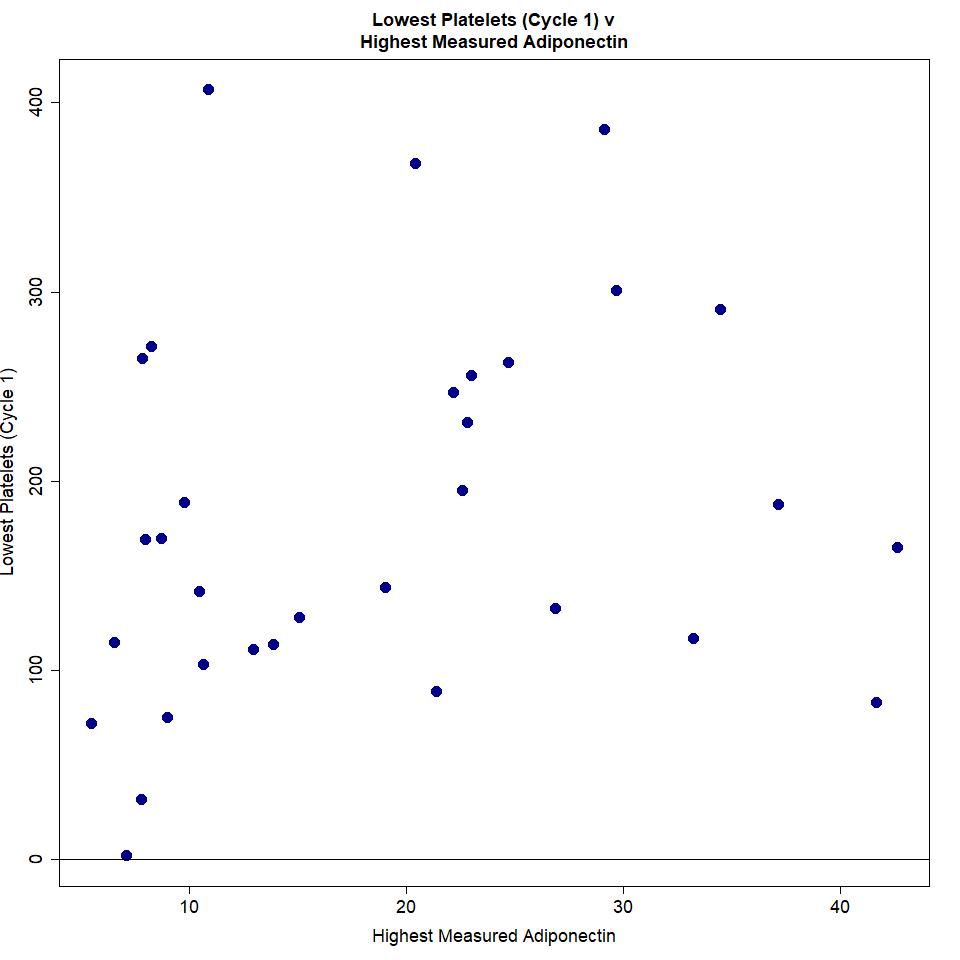 Lowest Platelets (Cycle 1) v
Highest Measured Adiponectin
400
300
200
100
0
Lowest Platelets (Cycle 1)
10 20 30 40
Highest Measured Adiponectin